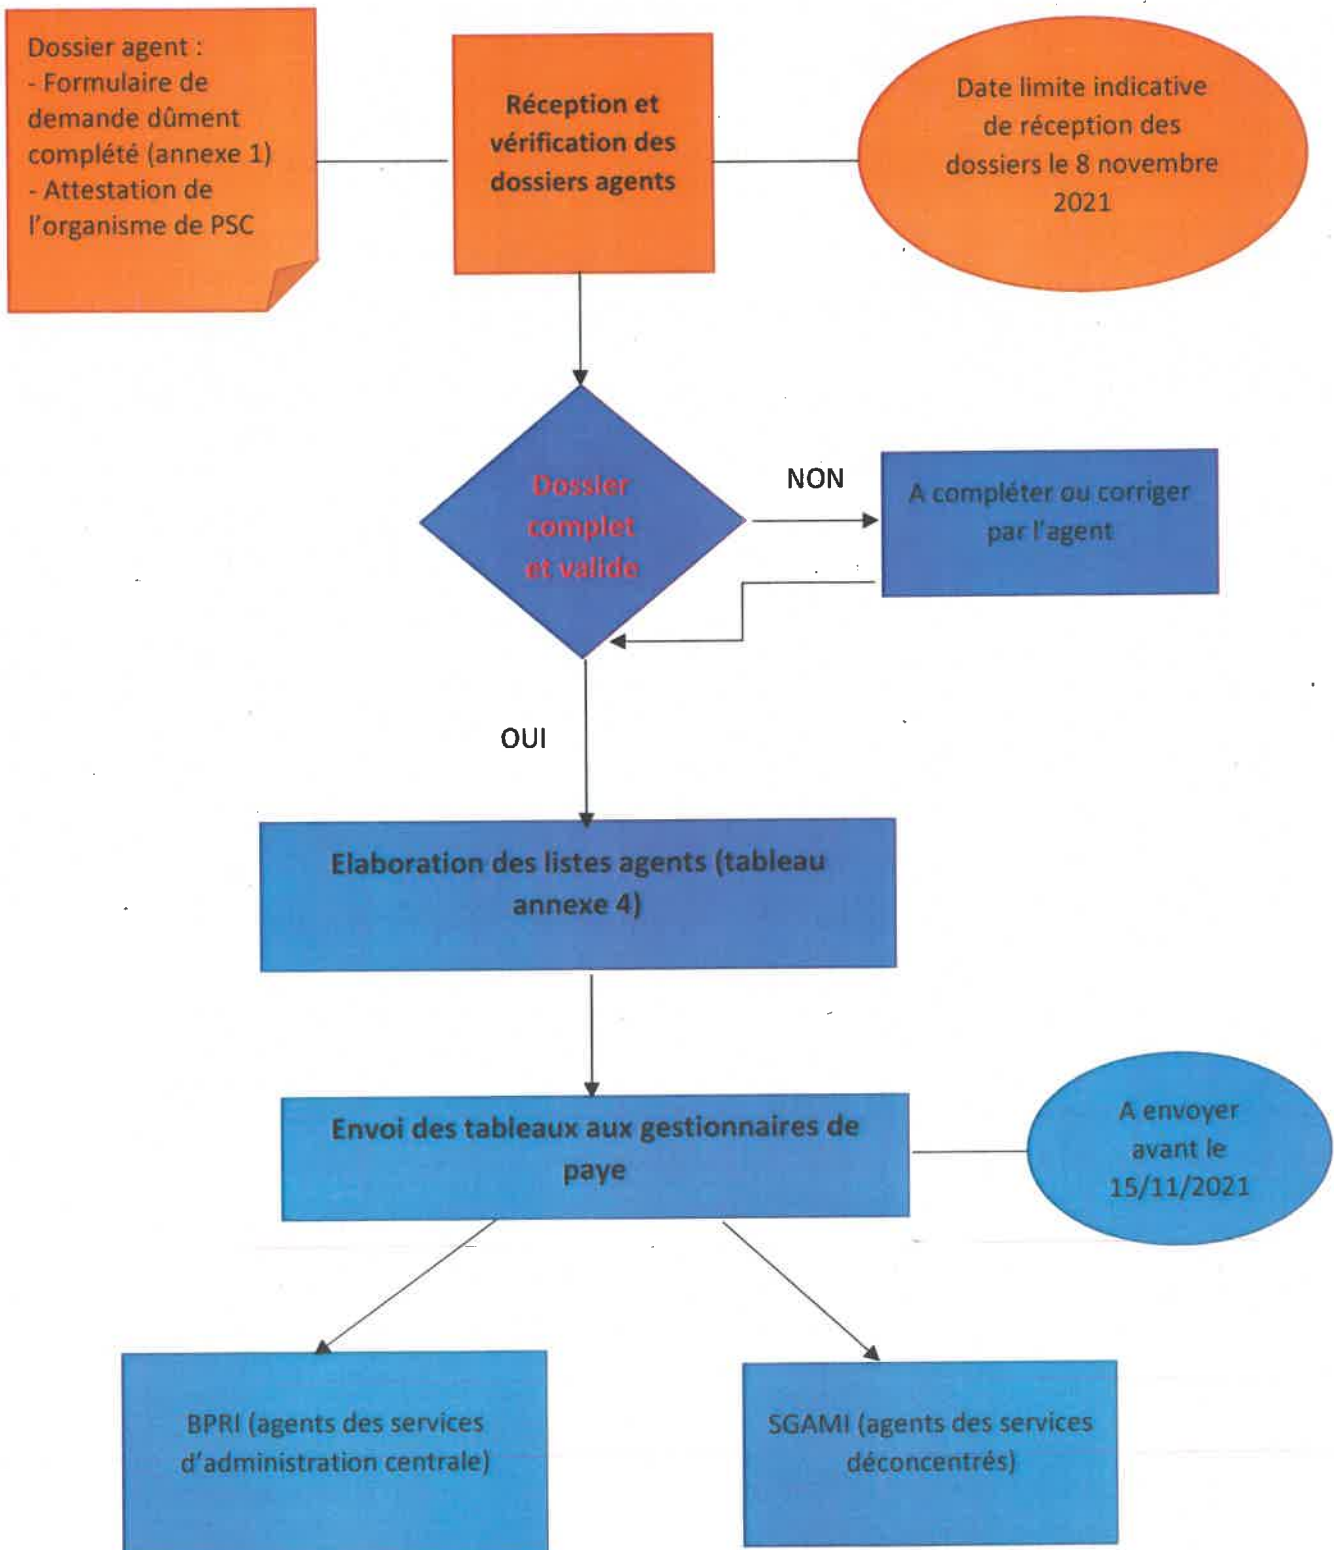 Dossier agent :
- Formulaire de
demande dûment
complété (annexe 1)
- Attestation de
l'organisme de PSC
Réception et
vérification des
dossiers agents
Date limite indicative
de réception des
dossiers le 8 novembre
2021
Dossier
complet
et valide
NON
A compléter ou corriger
par l'agent
OUI
Elaboration des listes agents (tableau
annexe 4)
Envoi des tableaux aux gestionnaires de
paye
A envoyer
avant le
15/11/2021
BPRI (agents des services
d'administration centrale)
SGAMI (agents des services
déconcentrés)